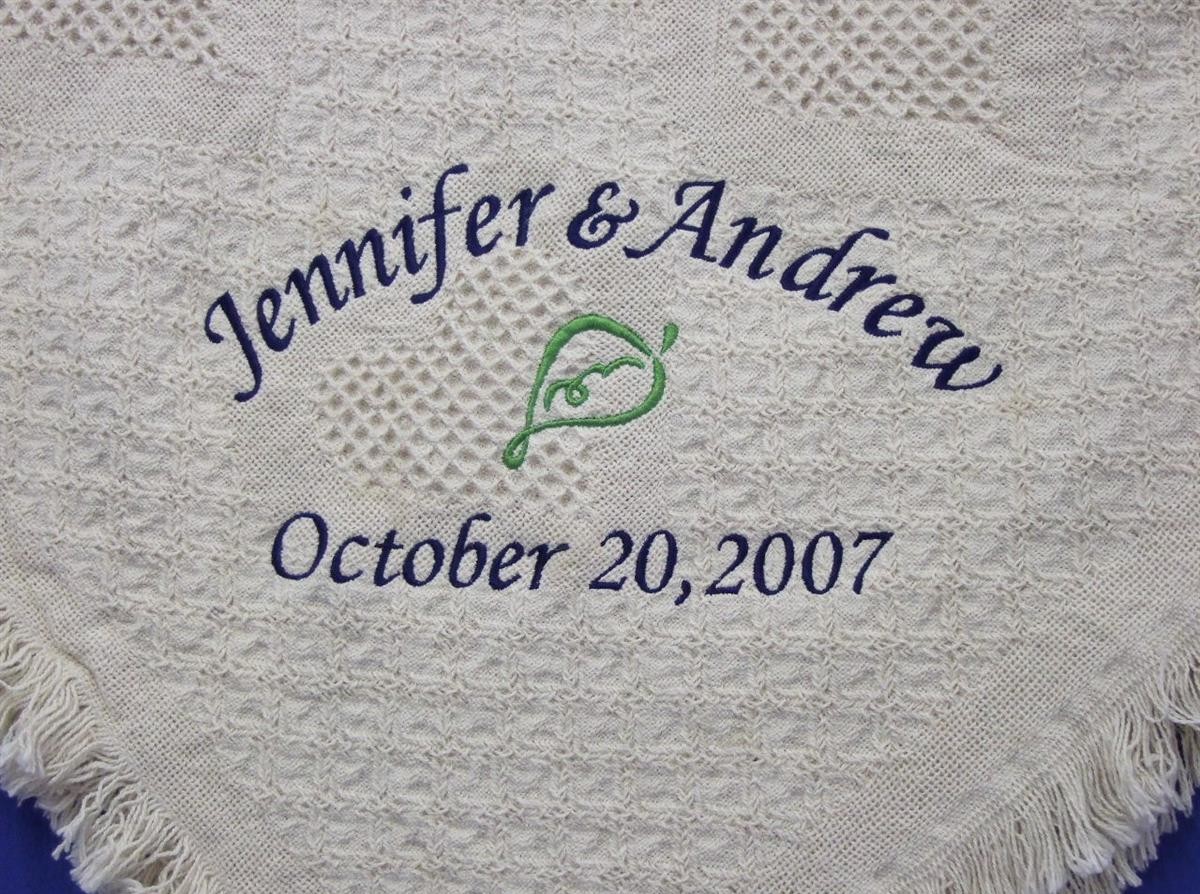 Jennifer & Andrew
October 20, 2007